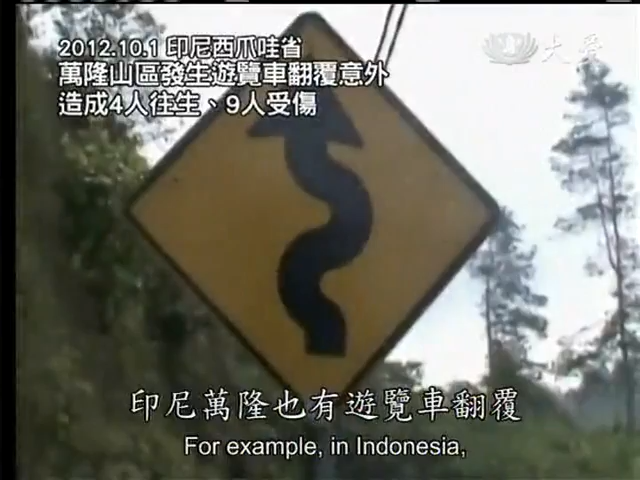 2012.10.1 印尼西爪哇省
大愛
萬隆山區發生遊覽車翻覆意外
造成4人往生、9人受傷
印尼萬隆也有遊覽車翻覆
For example, in Indonesia,